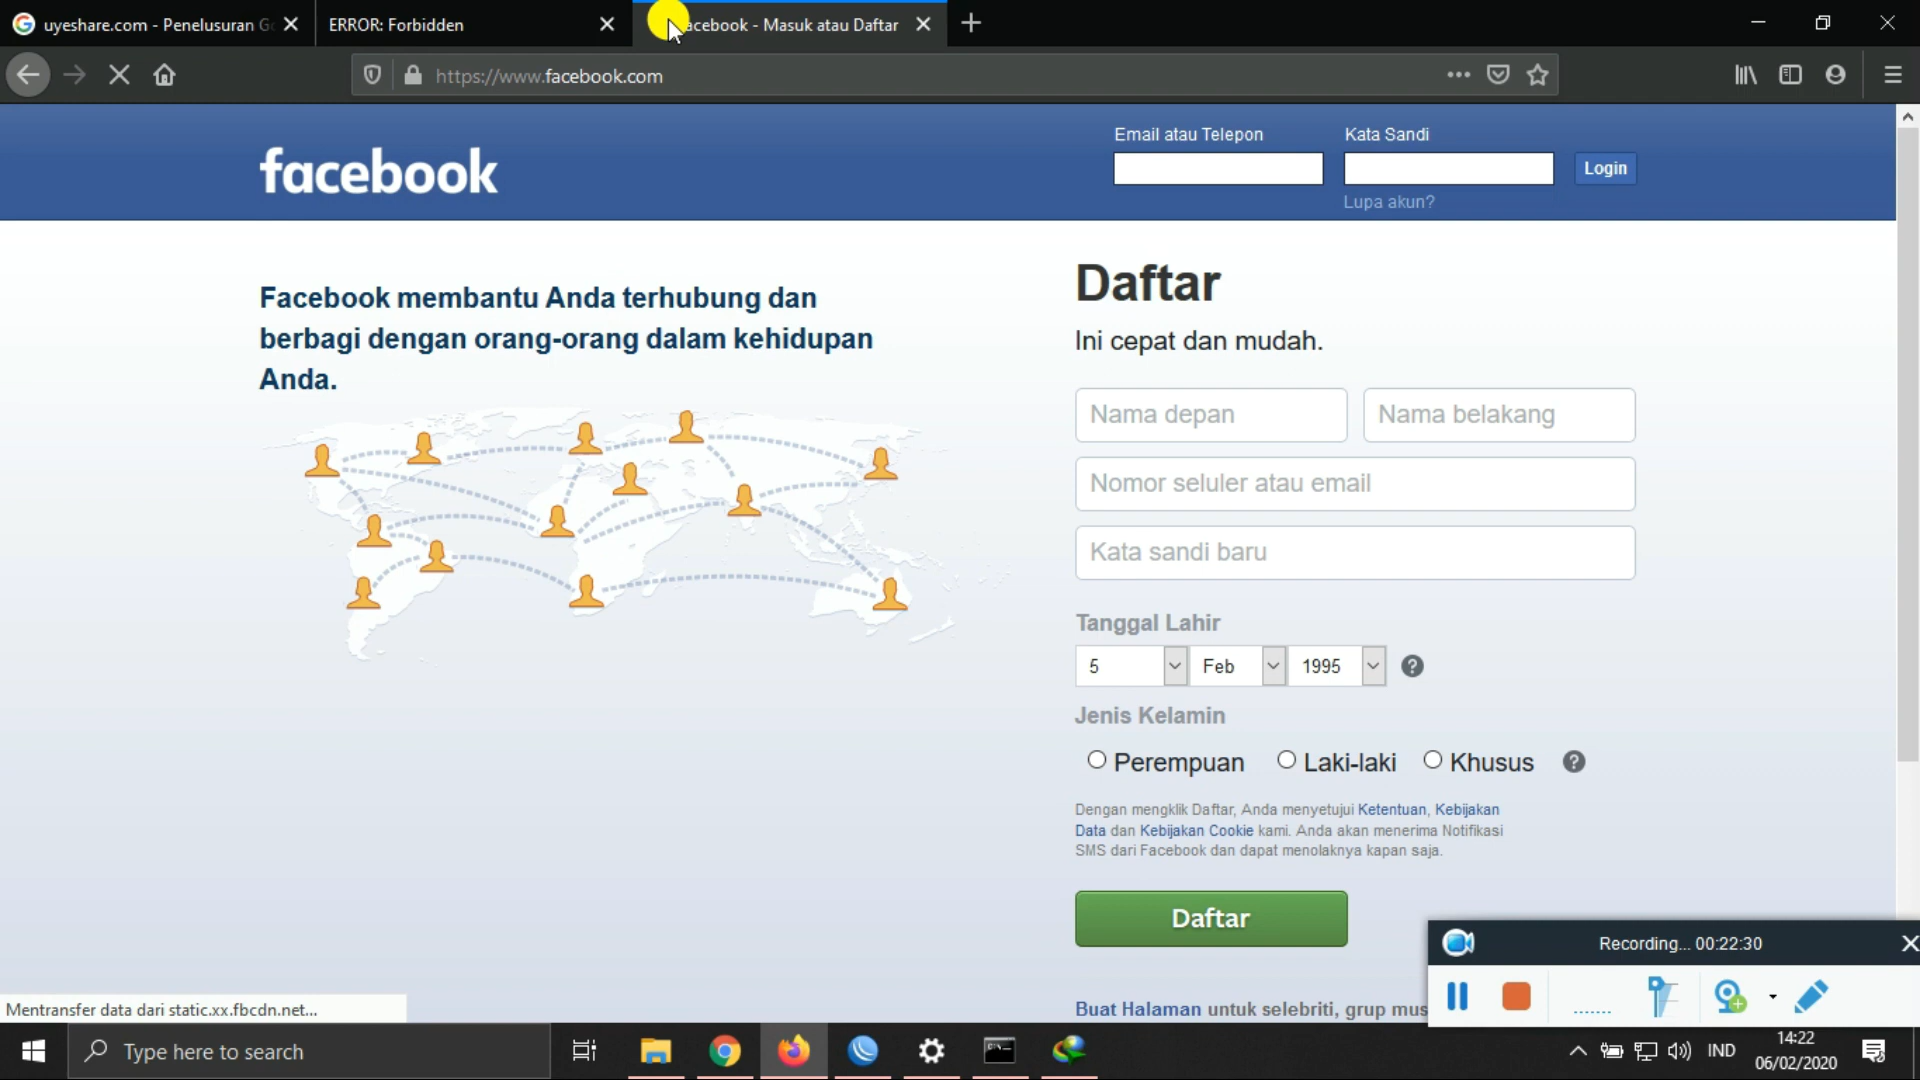 uyeshare.com - Penelusuran G
ERROR: Forbidden
acebook - Masuk atau Daftar
https://www.facebook.com
facebook
Email atau Telepon
Kata Sandi
Login
Lupa akun?
Facebook membantu Anda terhubung dan
berbagi dengan orang-orang dalam kehidupan
Anda.
Daftar
Ini cepat dan mudah.
Nama depan
Nama belakang
Nomor seluler atau email
Kata sandi baru
Tanggal Lahir
5
Feb
1995
Jenis Kelamin
Perempuan
Laki-laki
Khusus
Dengan mengklik Daftar, Anda menyetujui Ketentuan, Kebijakan
Data dan Kebijakan Cookie kami. Anda akan menerima Notifikasi
SMS dari Facebook dan dapat menolaknya kapan saja.
Daftar
Recording... 00:22:30
Buat Halaman untuk selebriti, grup mus
Mentransfer data dari static.xx.fbcdn.net...
Type here to search
IND
14:22
06/02/2020